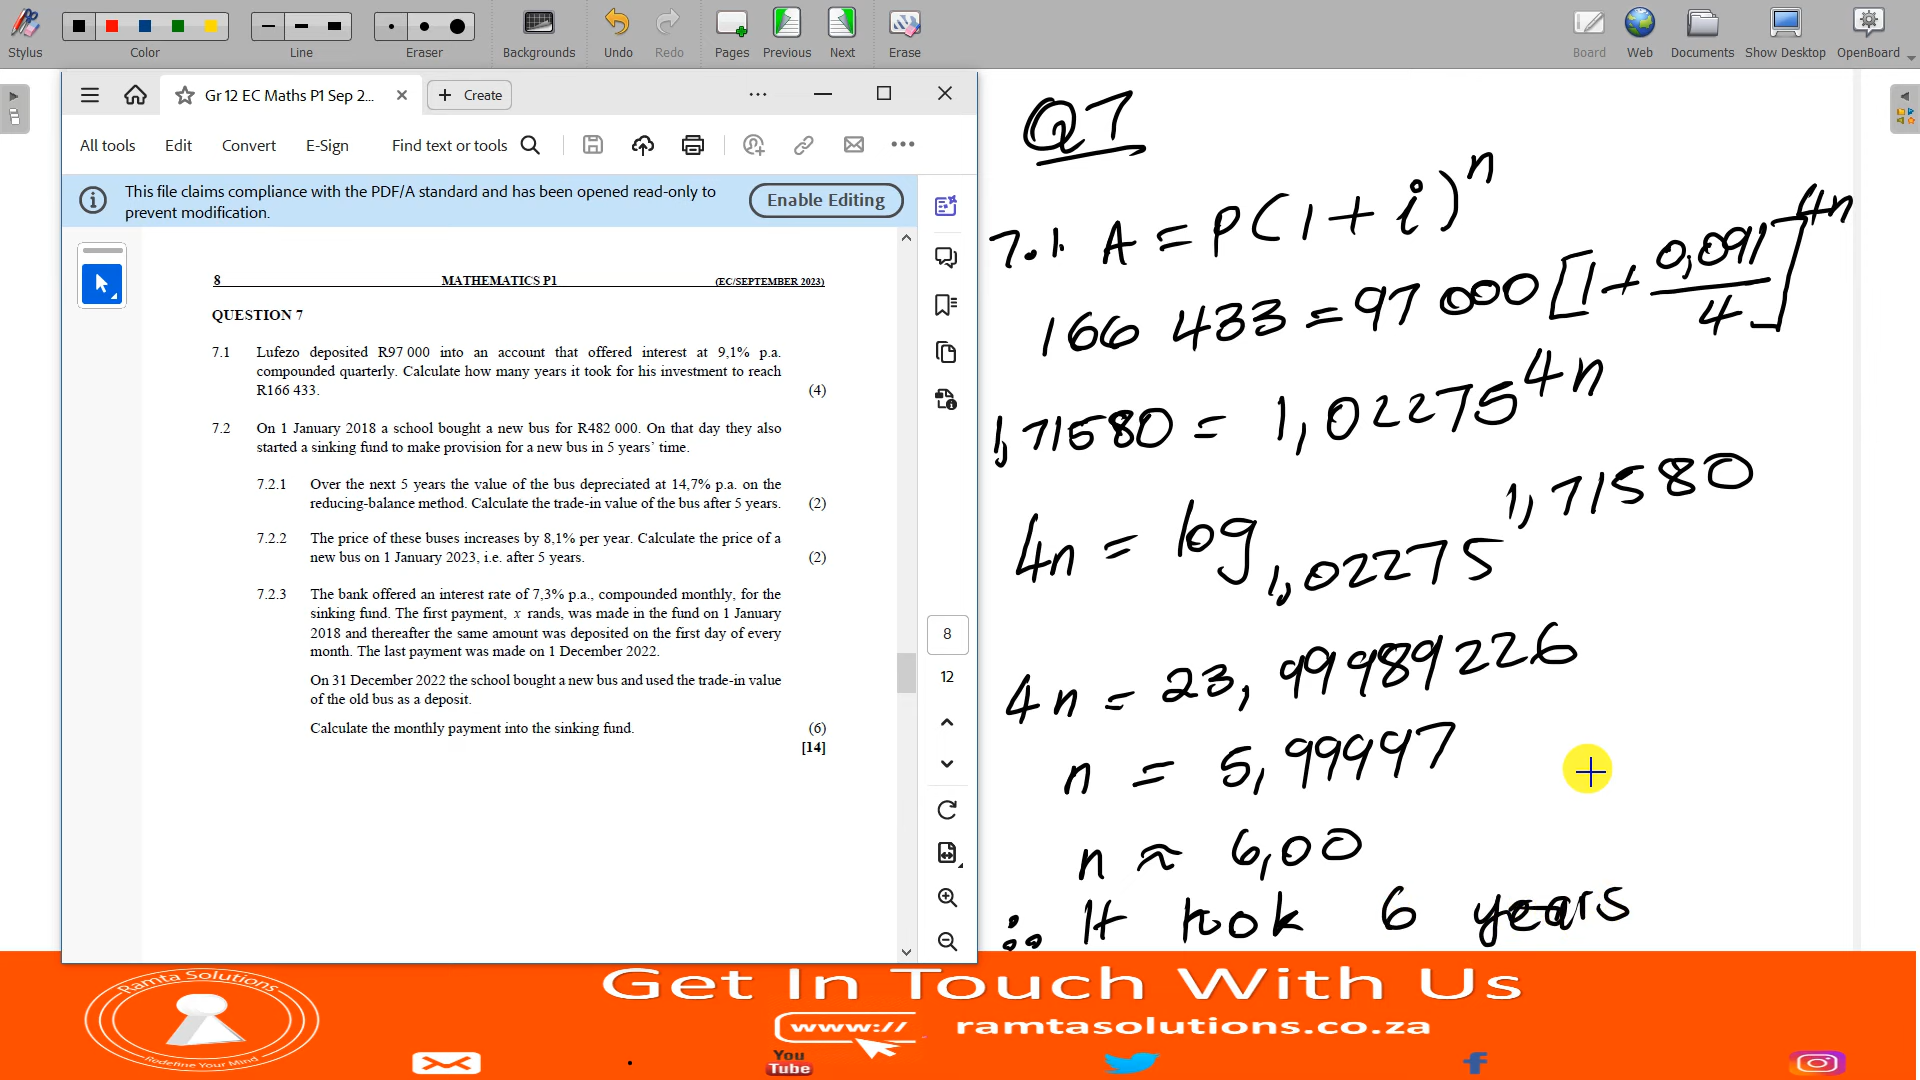 Stylus
Color
Line
Eraser
Backgrounds
Undo
Redo
Pages
Previous
Next
Erase
Board
Web
Documents
Show Desktop
OpenBoard
Gr 12 EC Maths P1 Sep 2...
Create
All tools
Edit
Convert
E-Sign
Find text or tools
This file claims compliance with the PDF/A standard and has been opened read-only to
prevent modification.
Enable Editing
8 MATHEMATICS P1 (EC/SEPTEMBER 2023)
QUESTION 7
7.1 Lufezo deposited R97 000 into an account that offered interest at 9,1% p.a.
compounded quarterly. Calculate how many years it took for his investment to reach
R166 433. (4)
7.2 On 1 January 2018 a school bought a new bus for R482 000. On that day they also
started a sinking fund to make provision for a new bus in 5 years' time.
7.2.1 Over the next 5 years the value of the bus depreciated at 14,7% p.a. on the
reducing-balance method. Calculate the trade-in value of the bus after 5 years. (2)
7.2.2 The price of these buses increases by 8,1% per year. Calculate the price of a
new bus on 1 January 2023, i.e. after 5 years. (2)
7.2.3 The bank offered an interest rate of 7,3% p.a., compounded monthly, for the
sinking fund. The first payment, x rands, was made in the fund on 1 January
2018 and thereafter the same amount was deposited on the first day of every
month. The last payment was made on 1 December 2022.
On 31 December 2022 the school bought a new bus and used the trade-in value
of the old bus as a deposit.
Calculate the monthly payment into the sinking fund. (6)
[14]
8
12
Q7
7.1 A = P(1 + i)^n
166 433 = 97 000 [1 + 0,091/4]^4n
1,71580 = 1,02275^4n
4n = log_1,02275 1,71580
4n = 23,99989226
n = 5,99997
n ≈ 6,00
∴ It took 6 years
Ramta Solutions
Redefine Your Mind
Get In Touch With Us
www://
ramtasolutions.co.za
You
Tube